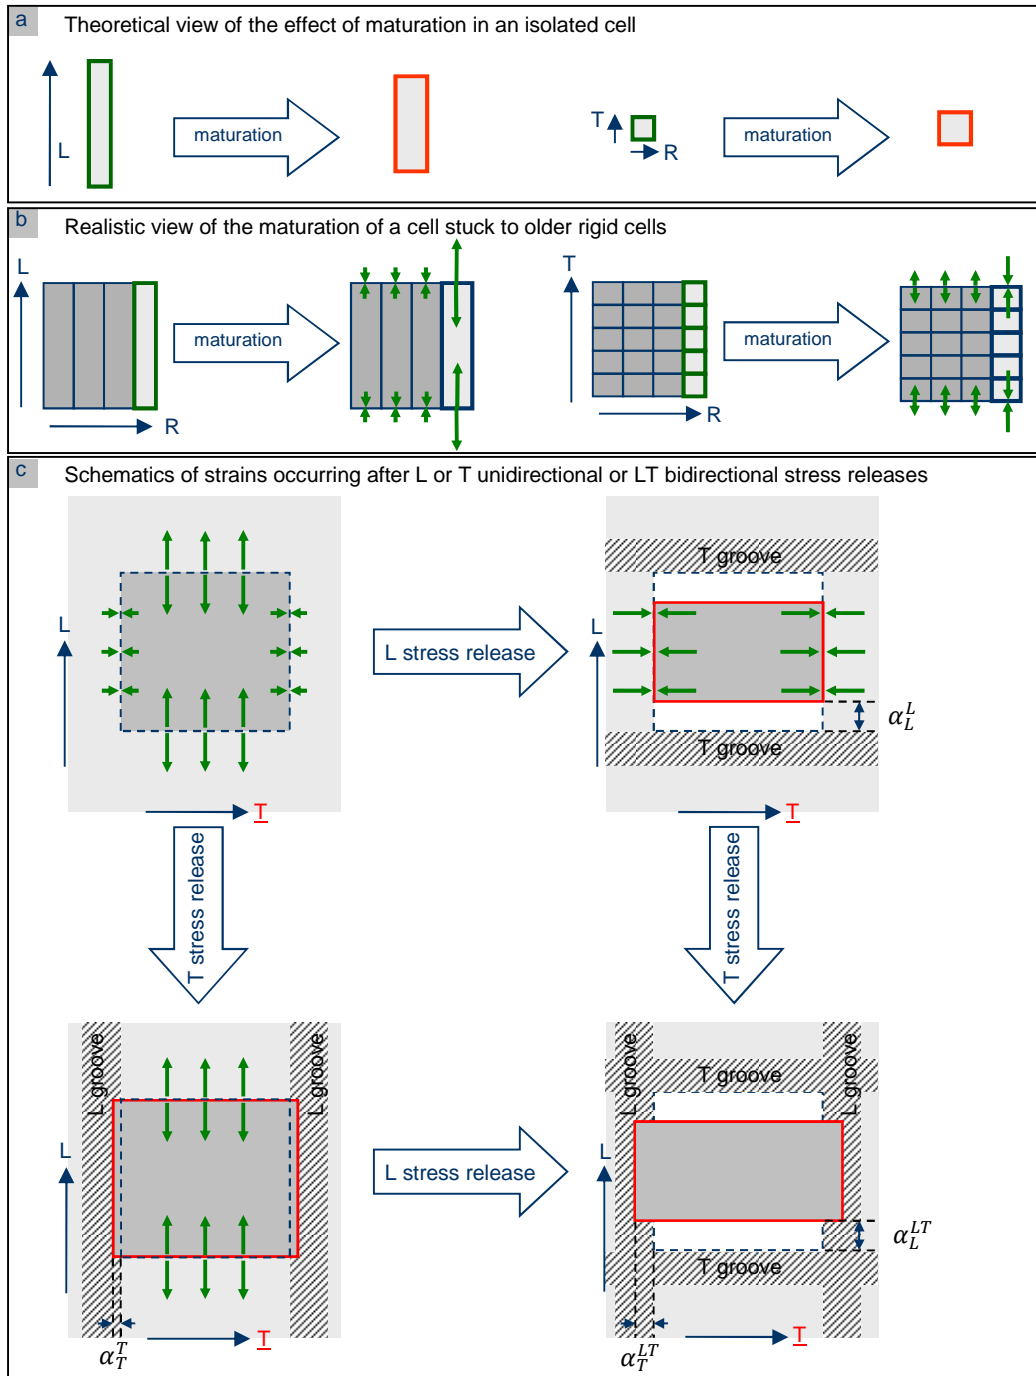 a Theoretical view of the effect of maturation in an isolated cell
L
maturation
T
R
maturation
b Realistic view of the maturation of a cell stuck to older rigid cells
L
R
maturation
T
R
maturation
c Schematics of strains occurring after L or T unidirectional or LT bidirectional stress releases
L
T
L stress release
T groove
L
T groove
α_L^L
T
T stress release
T stress release
L groove
L groove
L
α_T^T
T
L stress release
L groove
L groove
T groove
L
T groove
α_L^{LT}
α_T^{LT}
T